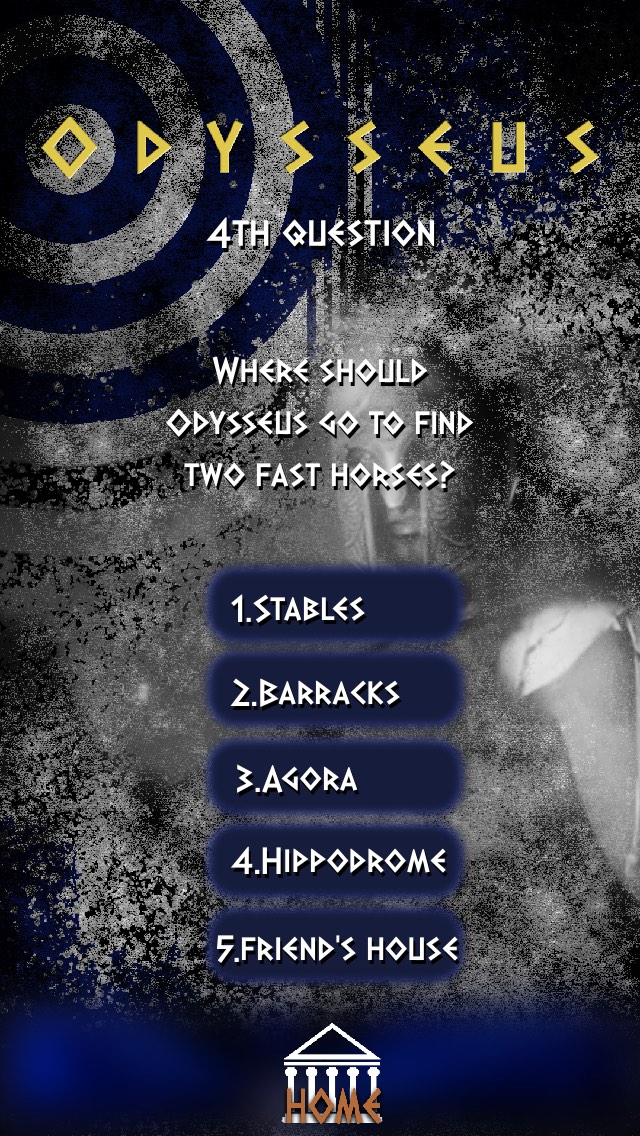 Odysseus
4th question
Where should
Odysseus go to find
two fast horses?
1.Stables
2.Barracks
3.Agora
4.Hippodrome
5.friend's house
Home